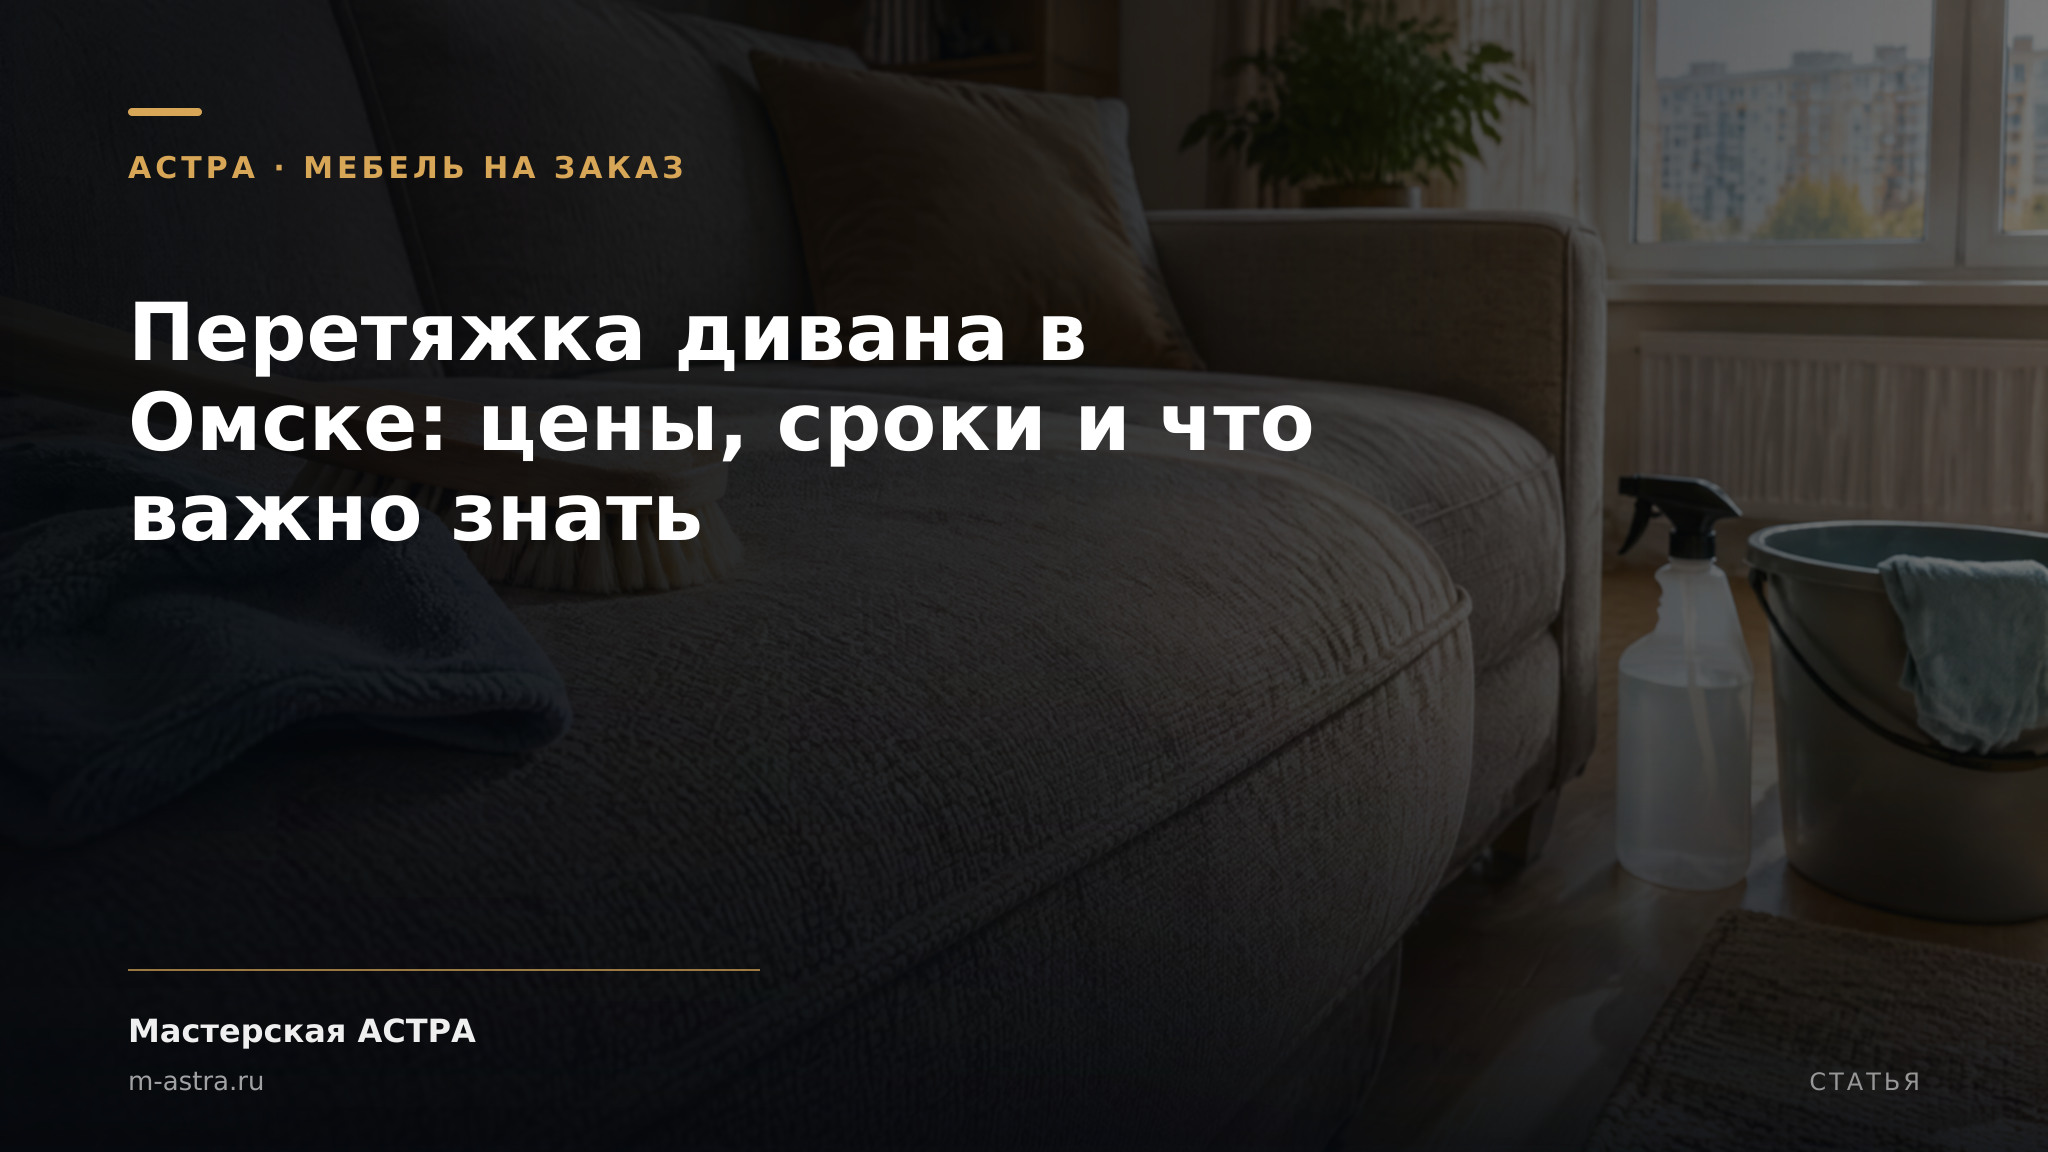 АСТРА · МЕБЕЛЬ НА ЗАКАЗ
Перетяжка дивана в
Омске: цены, сроки и что
важно знать
Мастерская АСТРА
m-astra.ru
СТАТЬЯ